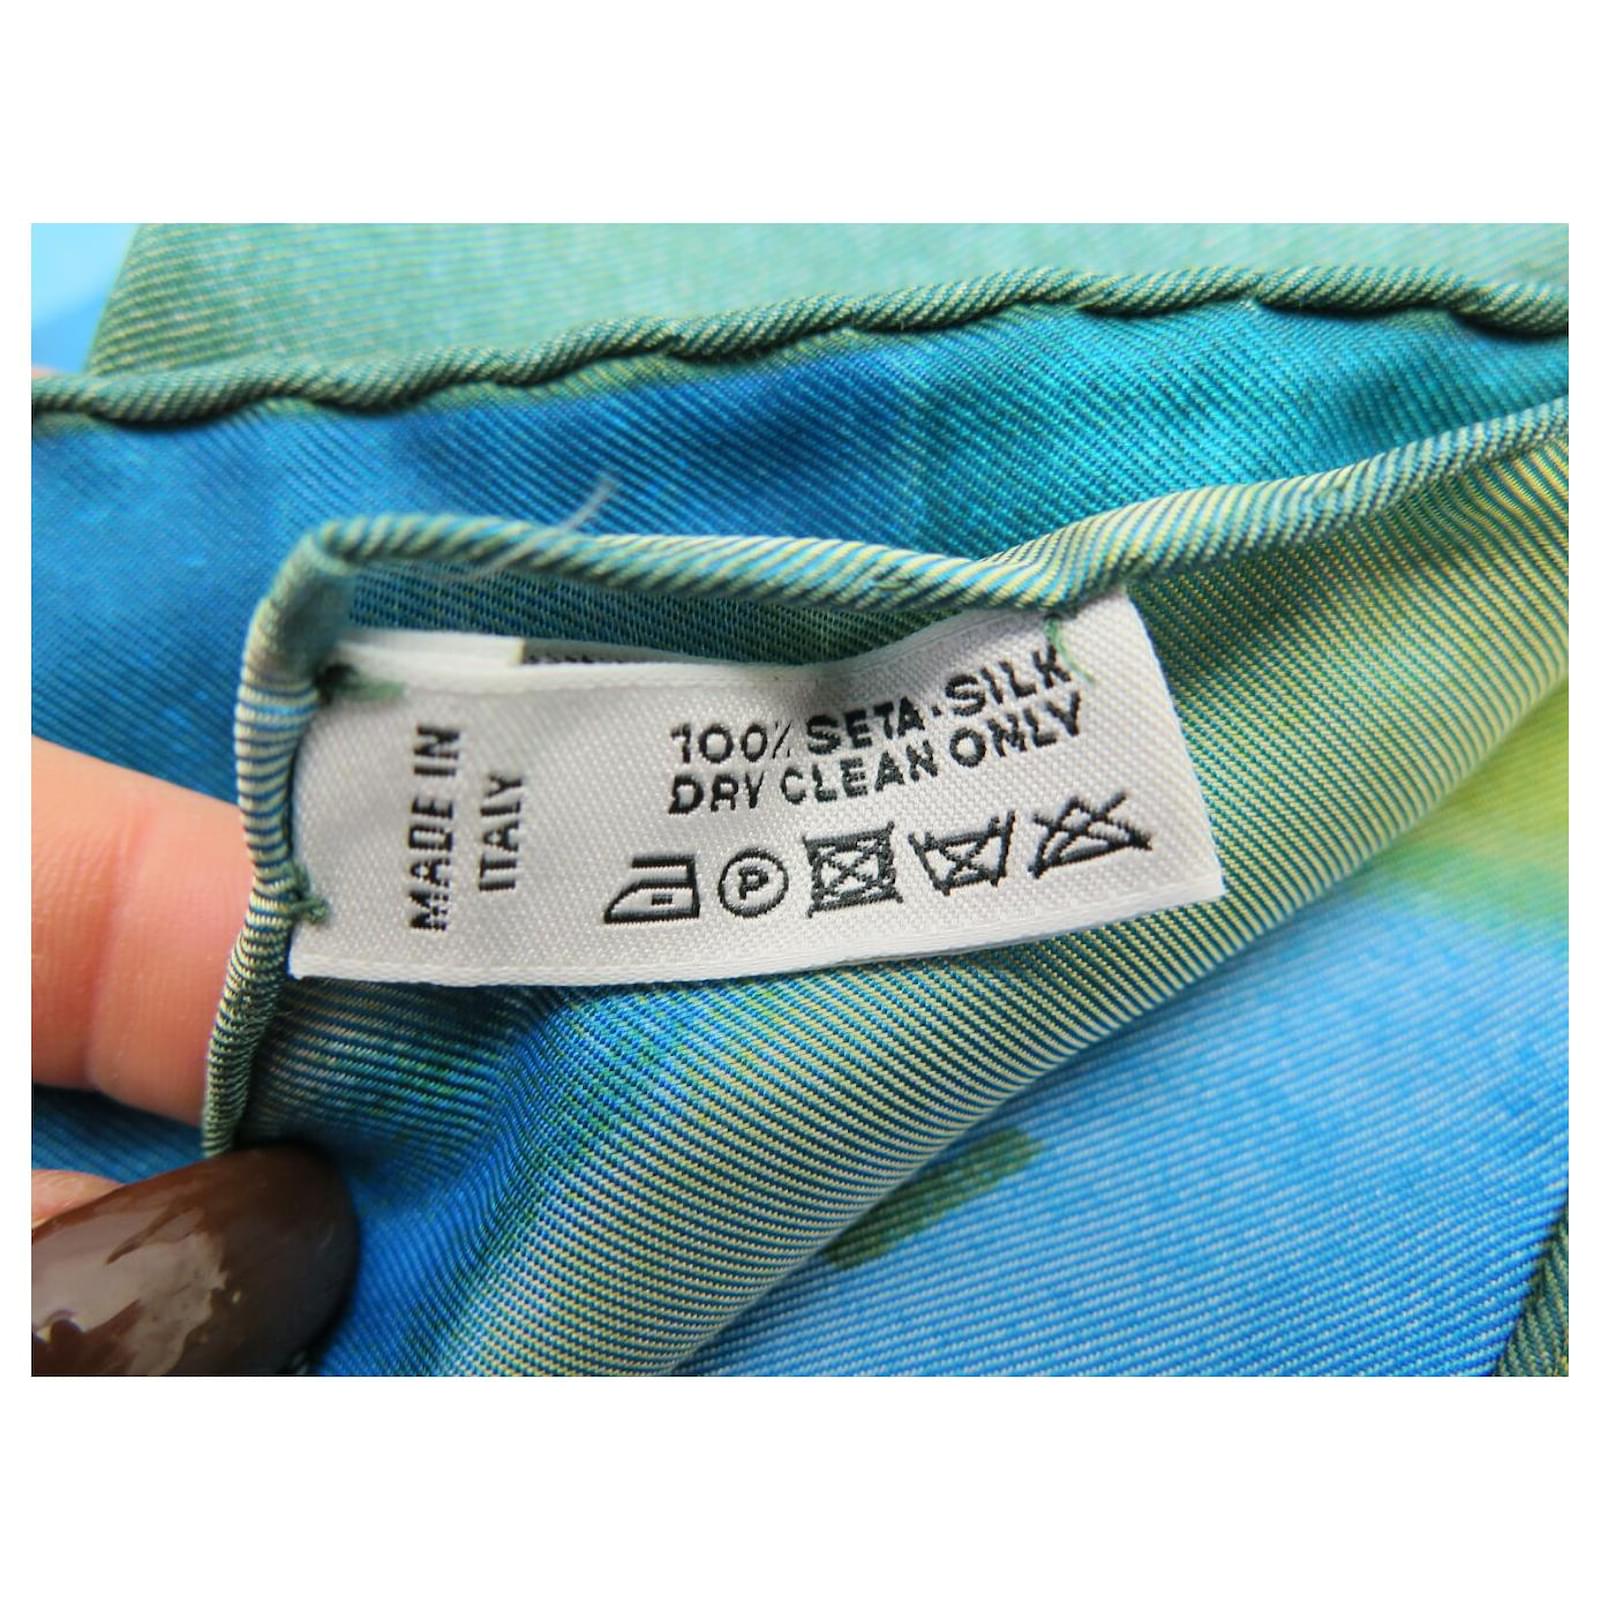 MADE IN
ITALY
100% SETA·SILK
DRY CLEAN ONLY
P